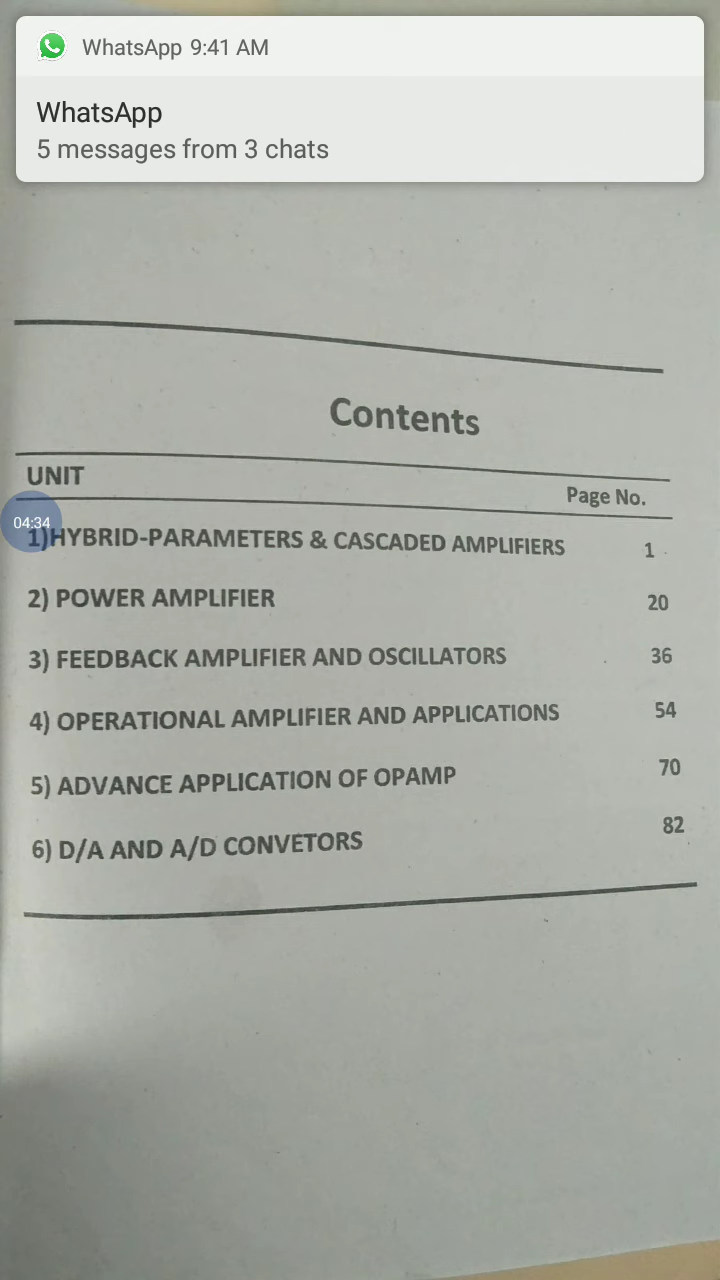 WhatsApp 9:41 AM
WhatsApp
5 messages from 3 chats
Contents
UNIT Page No.
04:34
1)HYBRID-PARAMETERS & CASCADED AMPLIFIERS 1
2) POWER AMPLIFIER 20
3) FEEDBACK AMPLIFIER AND OSCILLATORS 36
4) OPERATIONAL AMPLIFIER AND APPLICATIONS 54
5) ADVANCE APPLICATION OF OPAMP 70
6) D/A AND A/D CONVETORS 82